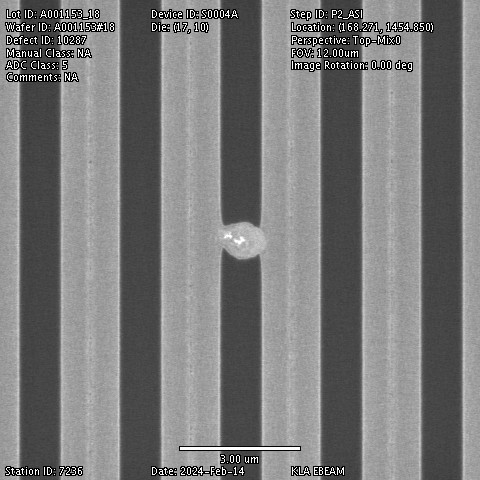 Lot ID: A001153_18
Wafer ID: A001153#18
Defect ID: 10287
Manual Class: NA
ADC Class: 5
Comments: NA
Device ID: S0004A
Die: (17, 10)
Step ID: P2_ASI
Location: (168.271, 1454.850)
Perspective: Top-Mix0
FOV: 12.00um
Image Rotation: 0.00 deg
3.00 um
Station ID: 7236
Date: 2024-Feb-14
KLA EBEAM